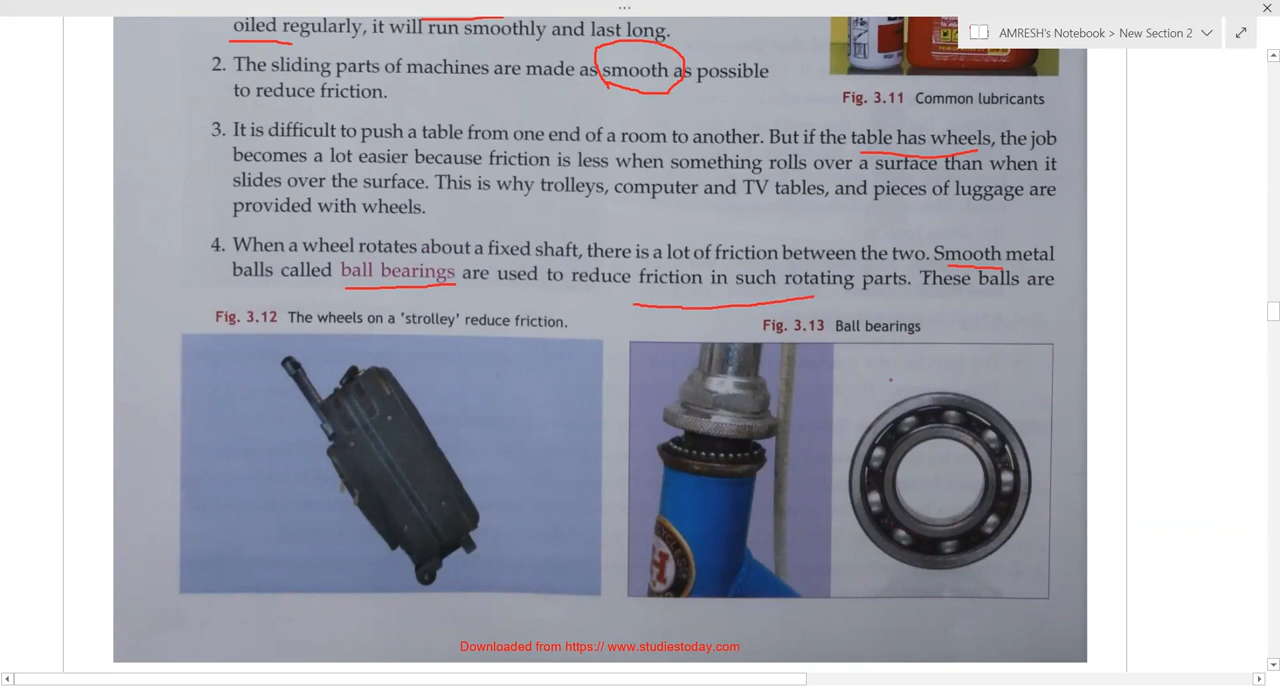 AMRESH's Notebook > New Section 2
oiled regularly, it will run smoothly and last long.
2. The sliding parts of machines are made as smooth as possible
to reduce friction.
Fig. 3.11 Common lubricants
3. It is difficult to push a table from one end of a room to another. But if the table has wheels, the job
becomes a lot easier because friction is less when something rolls over a surface than when it
slides over the surface. This is why trolleys, computer and TV tables, and pieces of luggage are
provided with wheels.
4. When a wheel rotates about a fixed shaft, there is a lot of friction between the two. Smooth metal
balls called ball bearings are used to reduce friction in such rotating parts. These balls are
Fig. 3.12 The wheels on a 'strolley' reduce friction.
Fig. 3.13 Ball bearings
H
Downloaded from https:// www.studiestoday.com